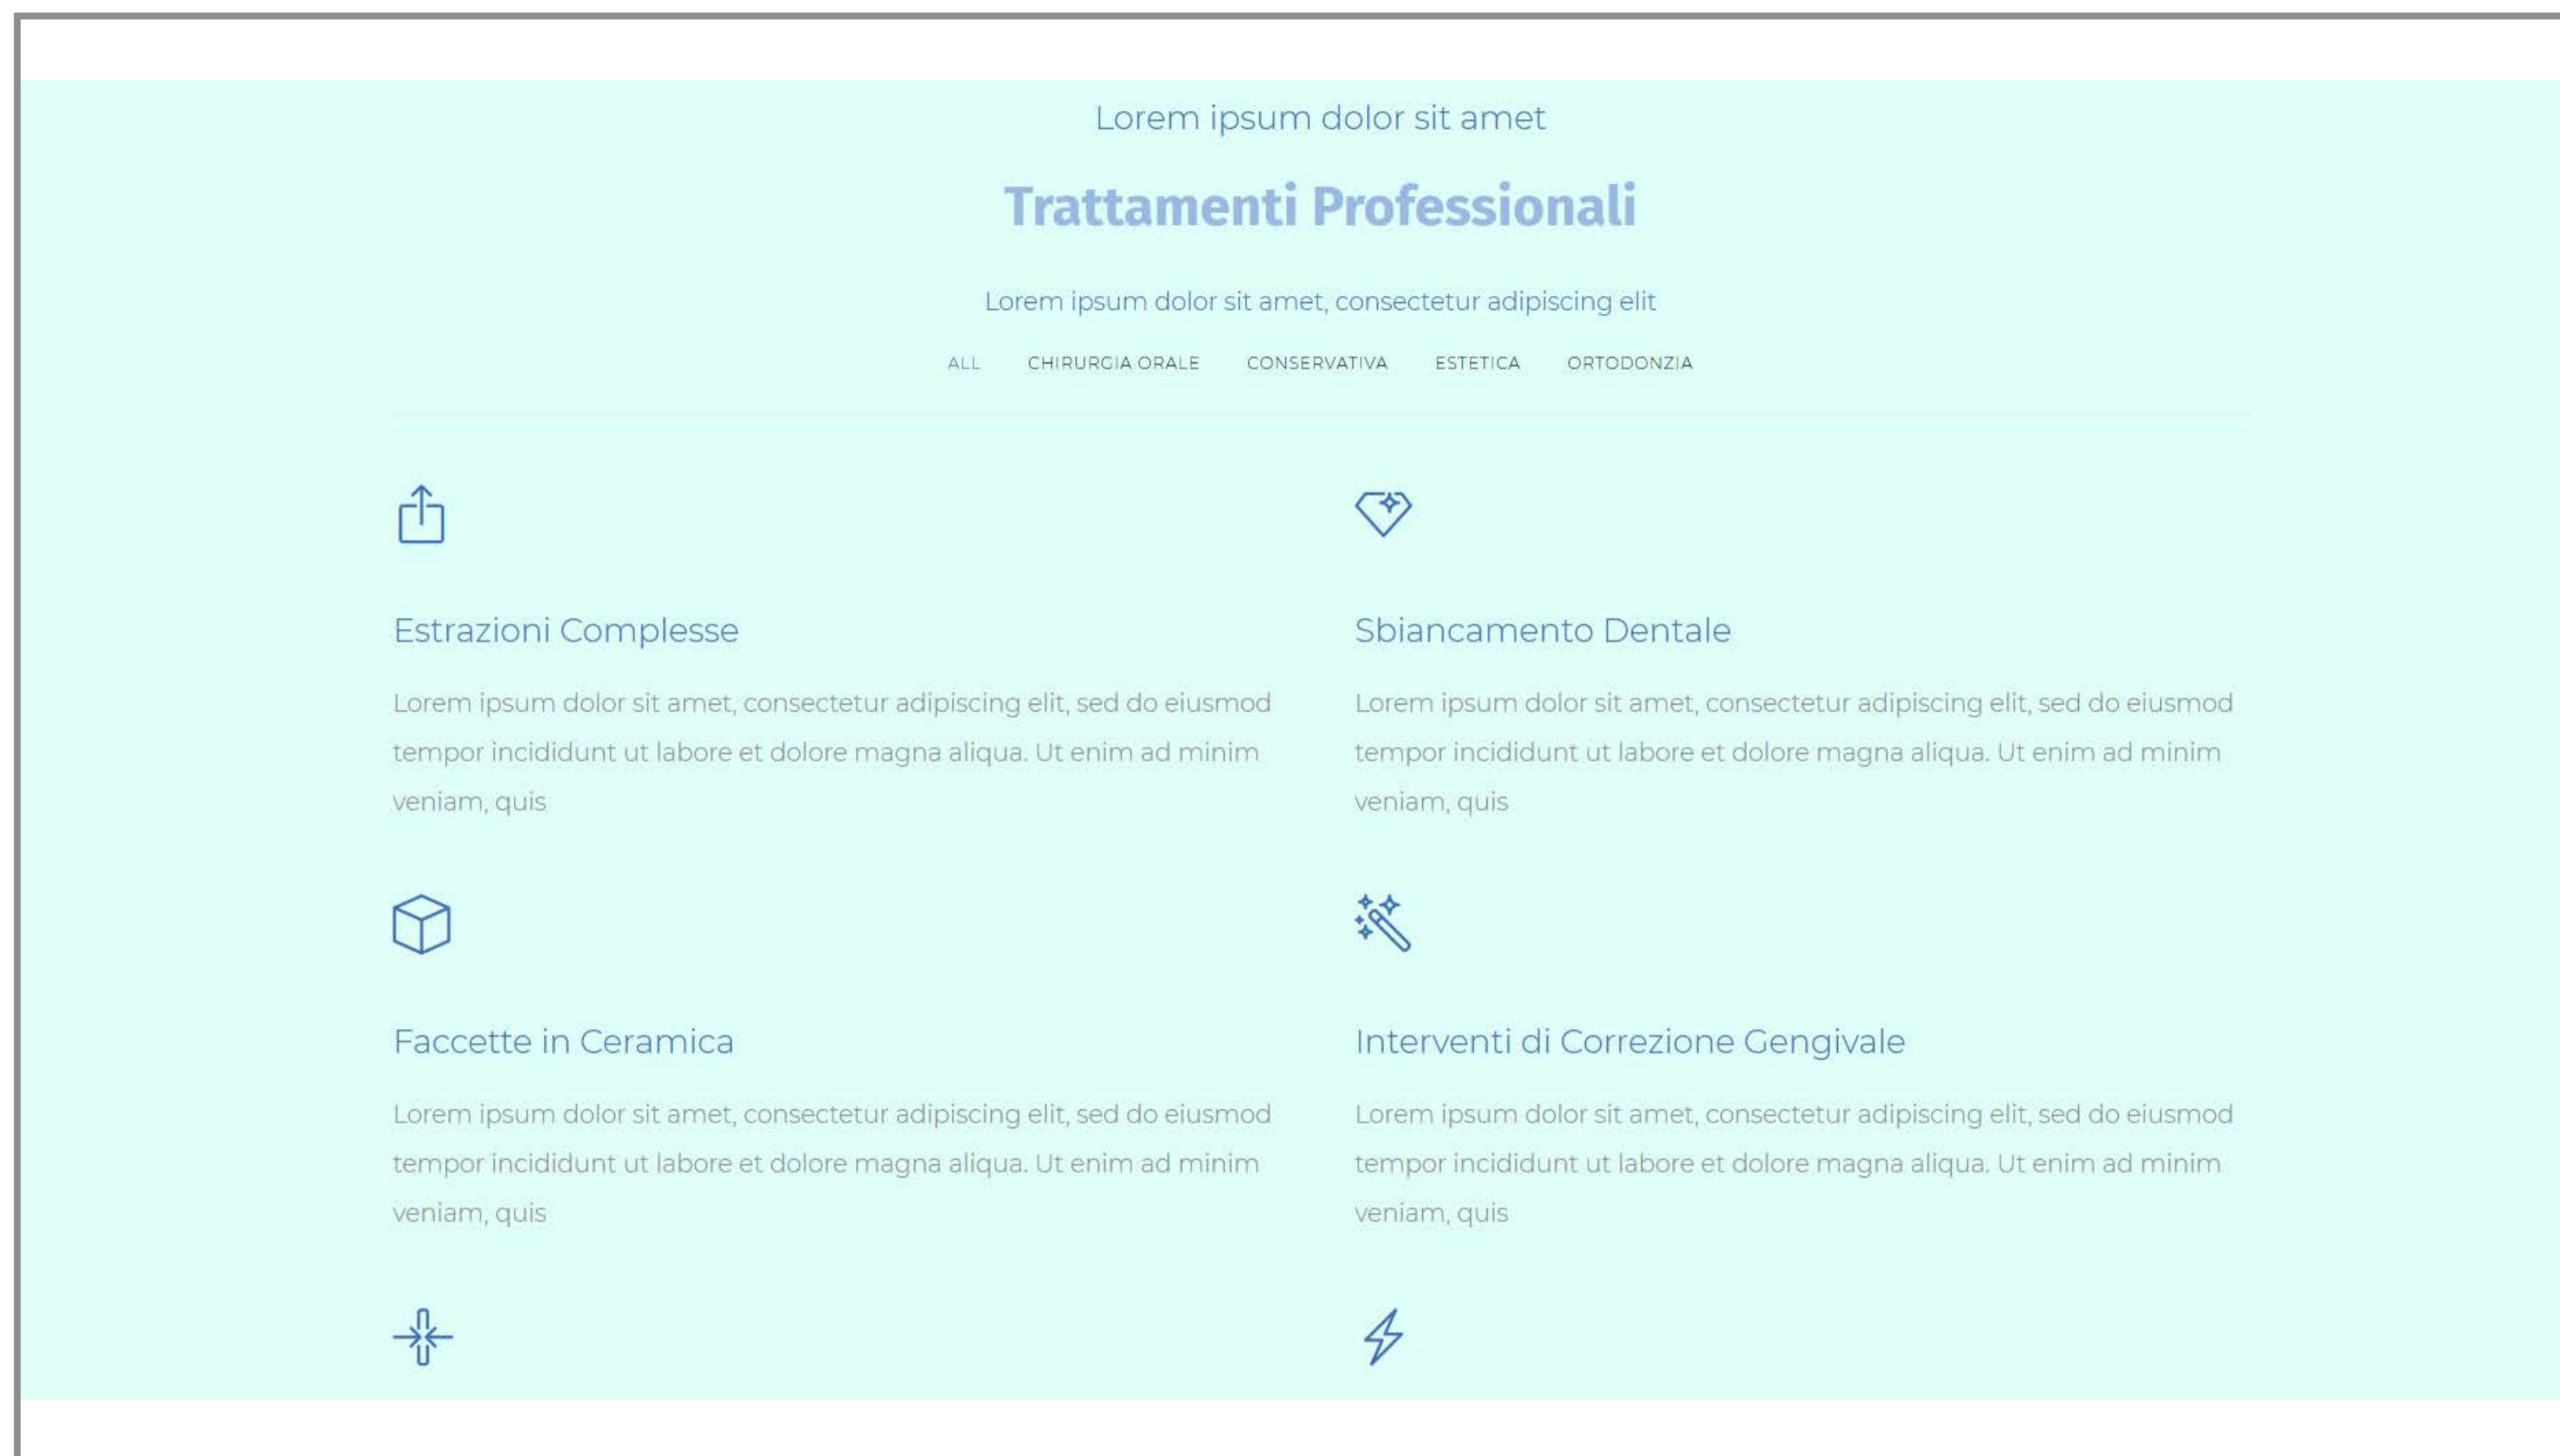 Lorem ipsum dolor sit amet
Trattamenti Professionali
Lorem ipsum dolor sit amet, consectetur adipiscing elit
ALL CHIRURGIA ORALE CONSERVATIVA ESTETICA ORTODONZIA
Estrazioni Complesse
Lorem ipsum dolor sit amet, consectetur adipiscing elit, sed do eiusmod
tempor incididunt ut labore et dolore magna aliqua. Ut enim ad minim
veniam, quis
Sbiancamento Dentale
Lorem ipsum dolor sit amet, consectetur adipiscing elit, sed do eiusmod
tempor incididunt ut labore et dolore magna aliqua. Ut enim ad minim
veniam, quis
Faccette in Ceramica
Lorem ipsum dolor sit amet, consectetur adipiscing elit, sed do eiusmod
tempor incididunt ut labore et dolore magna aliqua. Ut enim ad minim
veniam, quis
Interventi di Correzione Gengivale
Lorem ipsum dolor sit amet, consectetur adipiscing elit, sed do eiusmod
tempor incididunt ut labore et dolore magna aliqua. Ut enim ad minim
veniam, quis